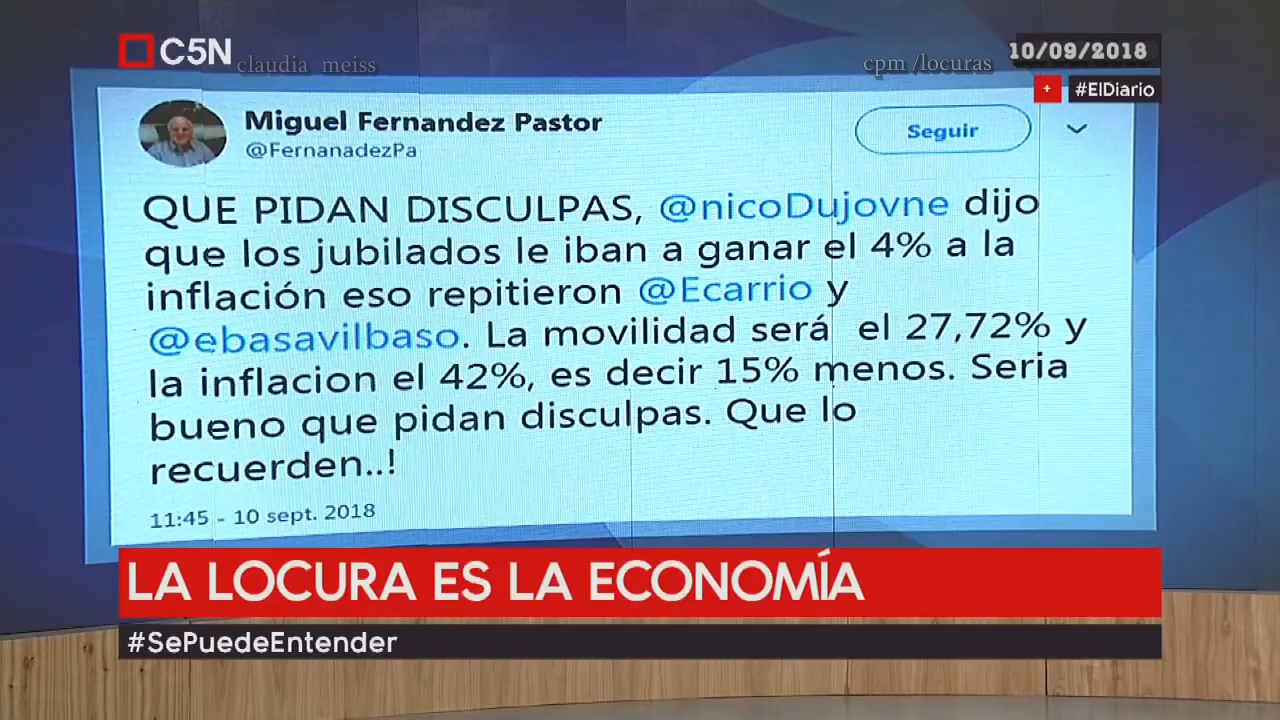 C5N
claudia meiss
cpm /locuras
10/09/2018
+ #ElDiario
Miguel Fernandez Pastor
@FernanadezPa
Seguir
QUE PIDAN DISCULPAS, @nicoDujovne dijo
que los jubilados le iban a ganar el 4% a la
inflación eso repitieron @Ecarrio y
@ebasavilbaso. La movilidad será el 27,72% y
la inflacion el 42%, es decir 15% menos. Seria
bueno que pidan disculpas. Que lo
recuerden..!
11:45 - 10 sept. 2018
LA LOCURA ES LA ECONOMÍA
#SePuedeEntender